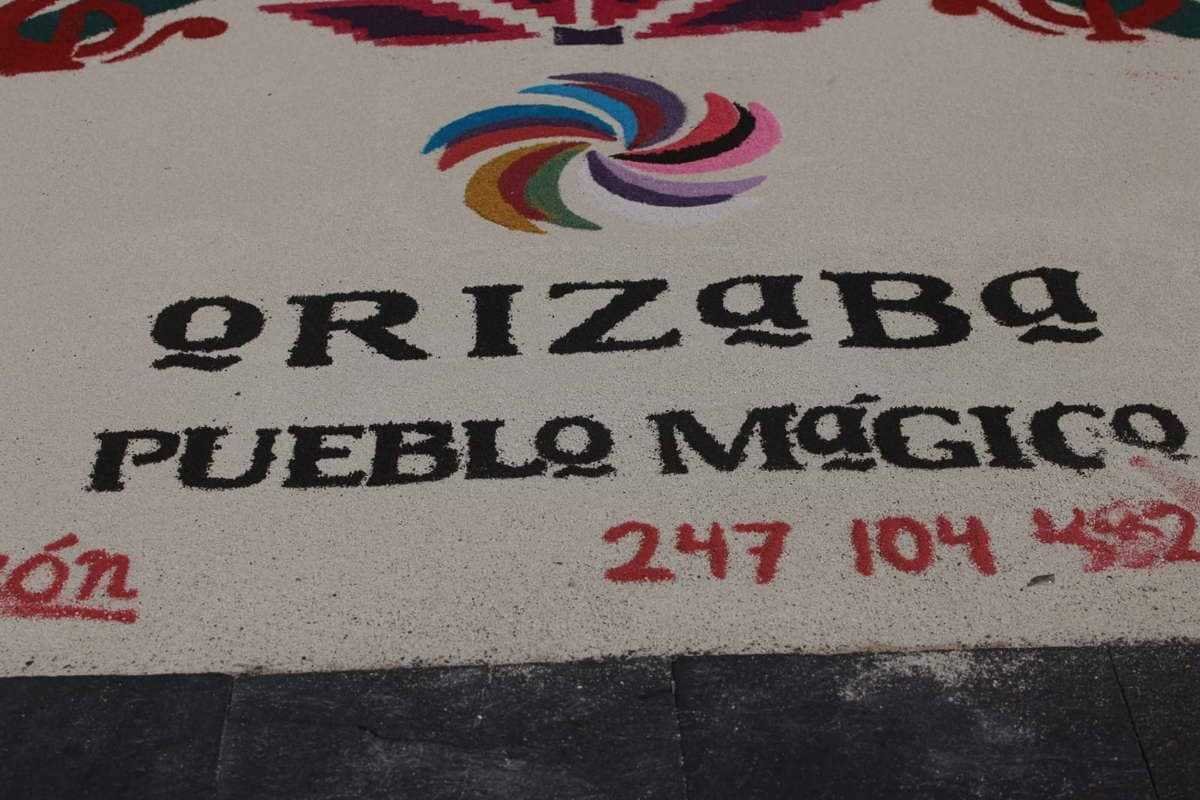 ORIZaBa
PUEBLO MáGICO
247 104